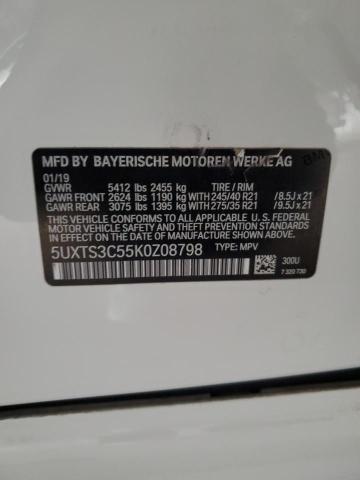 MFD BY BAYERISCHE MOTOREN WERKE AG
01/19
GVWR 5412 lbs 2455 kg TIRE / RIM
GAWR FRONT 2624 lbs 1190 kg WITH 245/40 R21 /8.5J x 21
GAWR REAR 3075 lbs 1395 kg WITH 275/35 R21 /9.5J x 21
THIS VEHICLE CONFORMS TO ALL APPLICABLE U.S. FEDERAL MOTOR
VEHICLE SAFETY AND THEFT PREVENTION STANDARDS IN EFFECT ON THE
DATE OF MANUFACTURE SHOWN ABOVE.
5UXTS3C55K0Z08798 TYPE: MPV
300U
7 320 730
BM